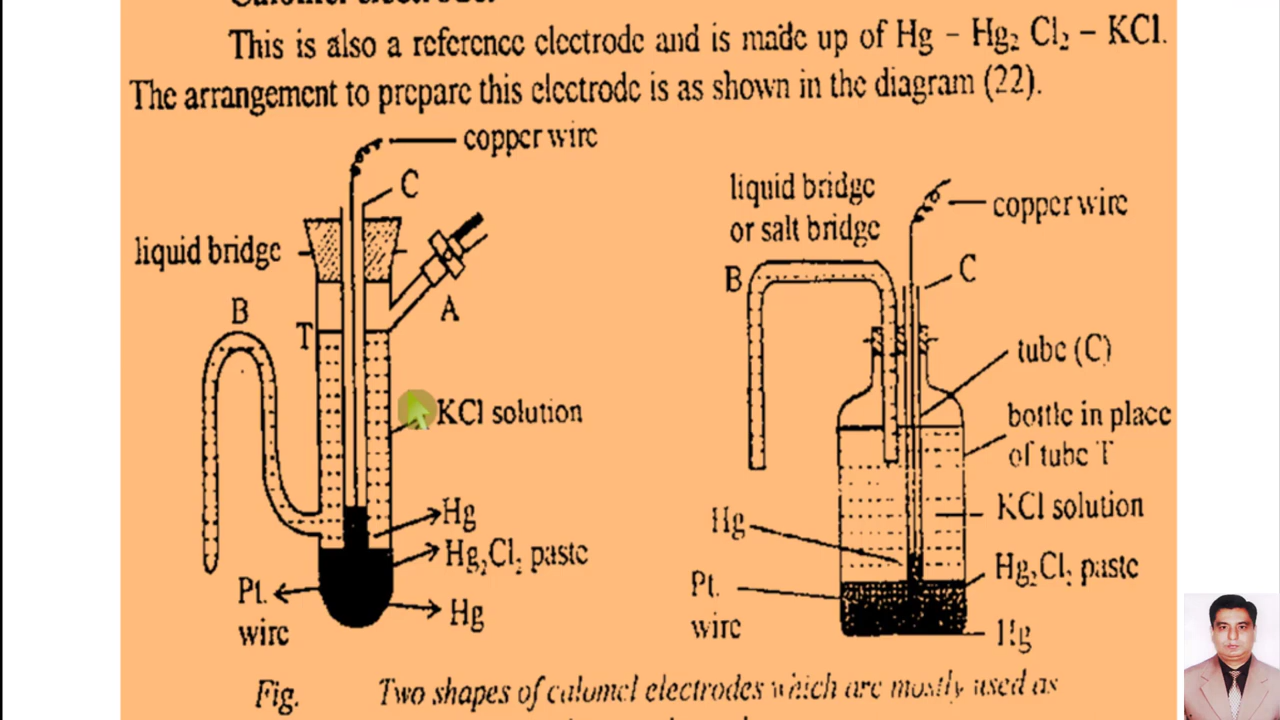 Calomel electrode:
This is also a reference electrode and is made up of Hg – Hg₂ Cl₂ – KCl.
The arrangement to prepare this electrode is as shown in the diagram (22).
copper wire
C
liquid bridge
B
T
A
KCl solution
Hg
Hg₂Cl₂ paste
Pt.
wire
Hg
liquid bridge
or salt bridge
copper wire
B
C
tube (C)
bottle in place
of tube T
KCl solution
Hg
Hg₂Cl₂ paste
Pt.
wire
Hg
Fig. Two shapes of calomel electrodes which are mostly used as